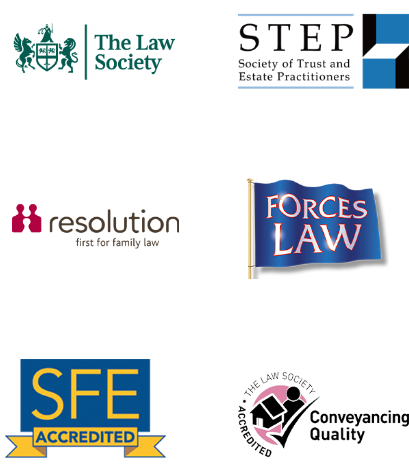 The Law
Society
STEP
Society of Trust and
Estate Practitioners
resolution
first for family law
FORCES
LAW
SFE
ACCREDITED
THE LAW SOCIETY
• ACCREDITED
Conveyancing
Quality